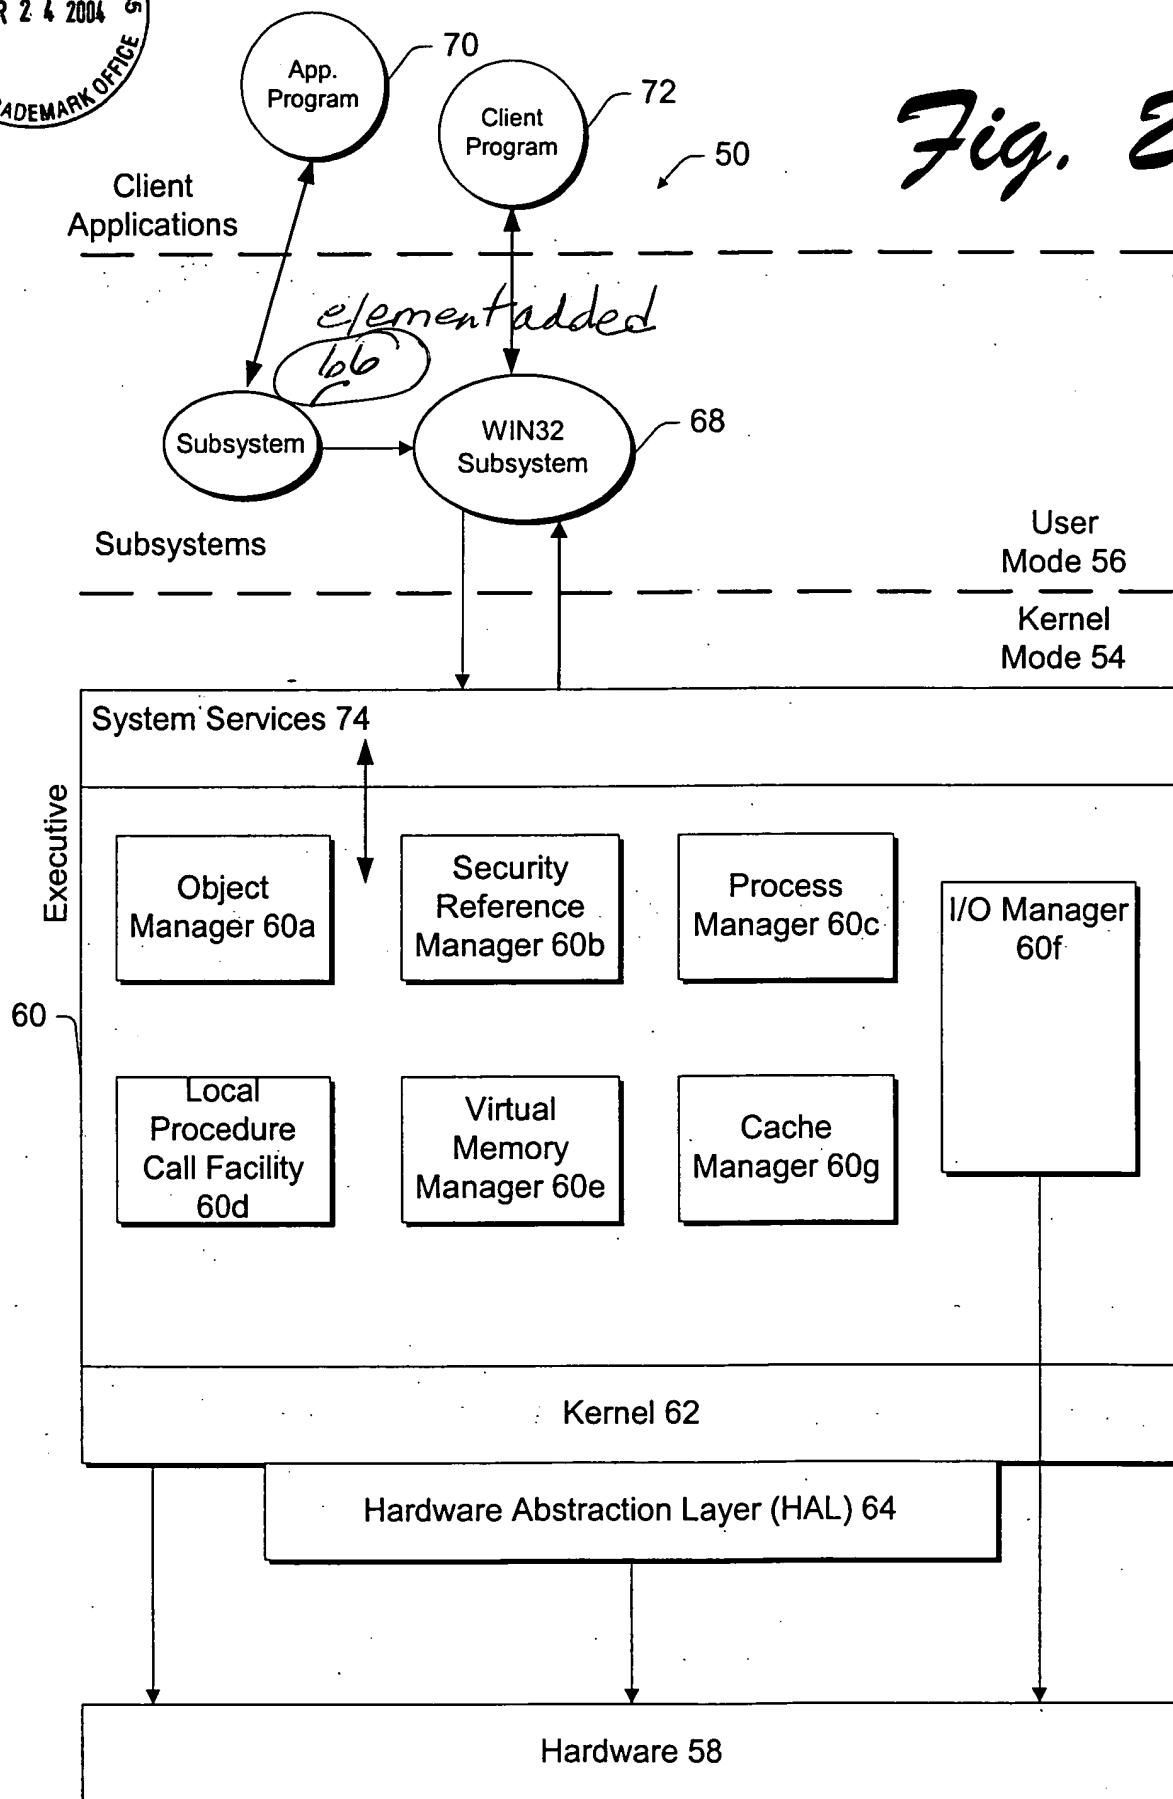 R 2 4 2004
ADEMARK OFFICE
70
App.
Program
72
Client
Program
50
Fig. 2
Client
Applications
element added
66
Subsystem
WIN32
Subsystem
68
Subsystems
User
Mode 56
Kernel
Mode 54
System Services 74
Executive
Object
Manager 60a
Security
Reference
Manager 60b
Process
Manager 60c
I/O Manager
60f
60
Local
Procedure
Call Facility
60d
Virtual
Memory
Manager 60e
Cache
Manager 60g
Kernel 62
Hardware Abstraction Layer (HAL) 64
Hardware 58